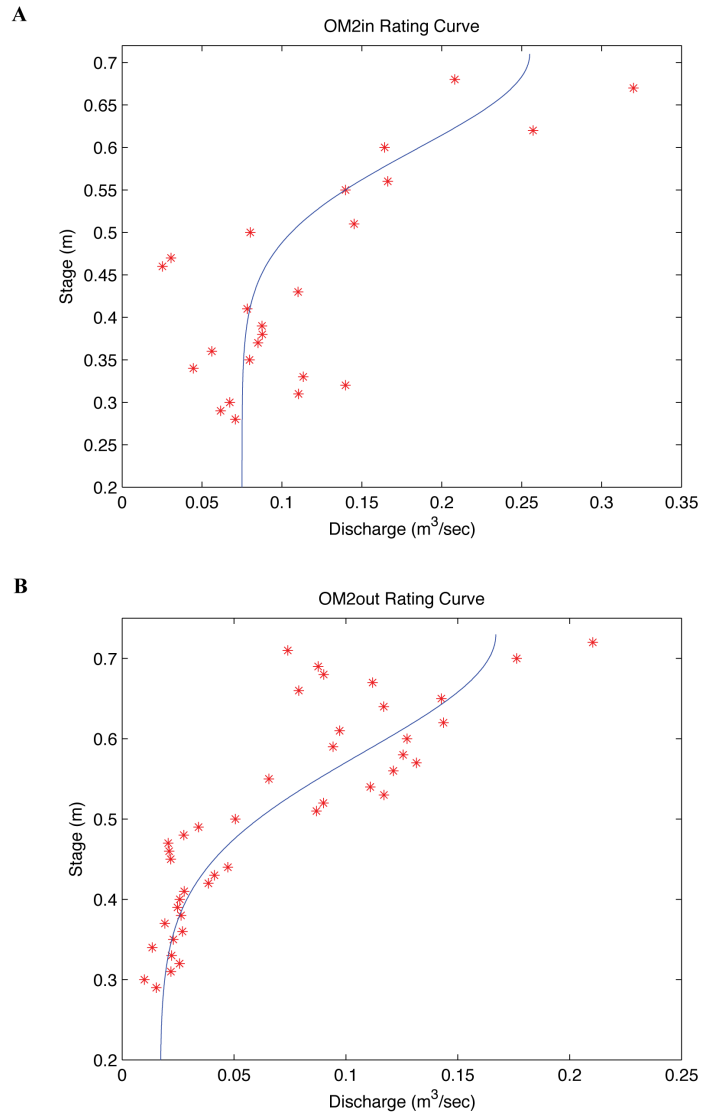 A
OM2in Rating Curve
0.7
0.65
0.6
0.55
0.5
0.45
0.4
0.35
0.3
0.25
0.2
Stage (m)
0 0.05 0.1 0.15 0.2 0.25 0.3 0.35
Discharge (m³/sec)
B
OM2out Rating Curve
0.7
0.6
0.5
0.4
0.3
0.2
Stage (m)
0 0.05 0.1 0.15 0.2 0.25
Discharge (m³/sec)